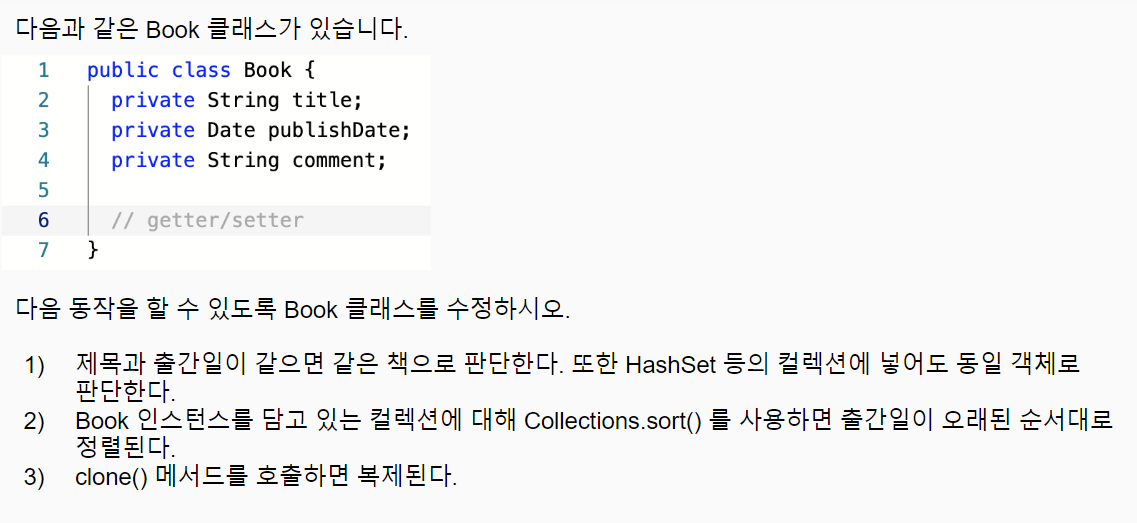 다음과 같은 Book 클래스가 있습니다.
1 public class Book {
2 private String title;
3 private Date publishDate;
4 private String comment;
5
6 // getter/setter
7 }
다음 동작을 할 수 있도록 Book 클래스를 수정하시오.
1) 제목과 출간일이 같으면 같은 책으로 판단한다. 또한 HashSet 등의 컬렉션에 넣어도 동일 객체로
판단한다.
2) Book 인스턴스를 담고 있는 컬렉션에 대해 Collections.sort() 를 사용하면 출간일이 오래된 순서대로
정렬된다.
3) clone() 메서드를 호출하면 복제된다.